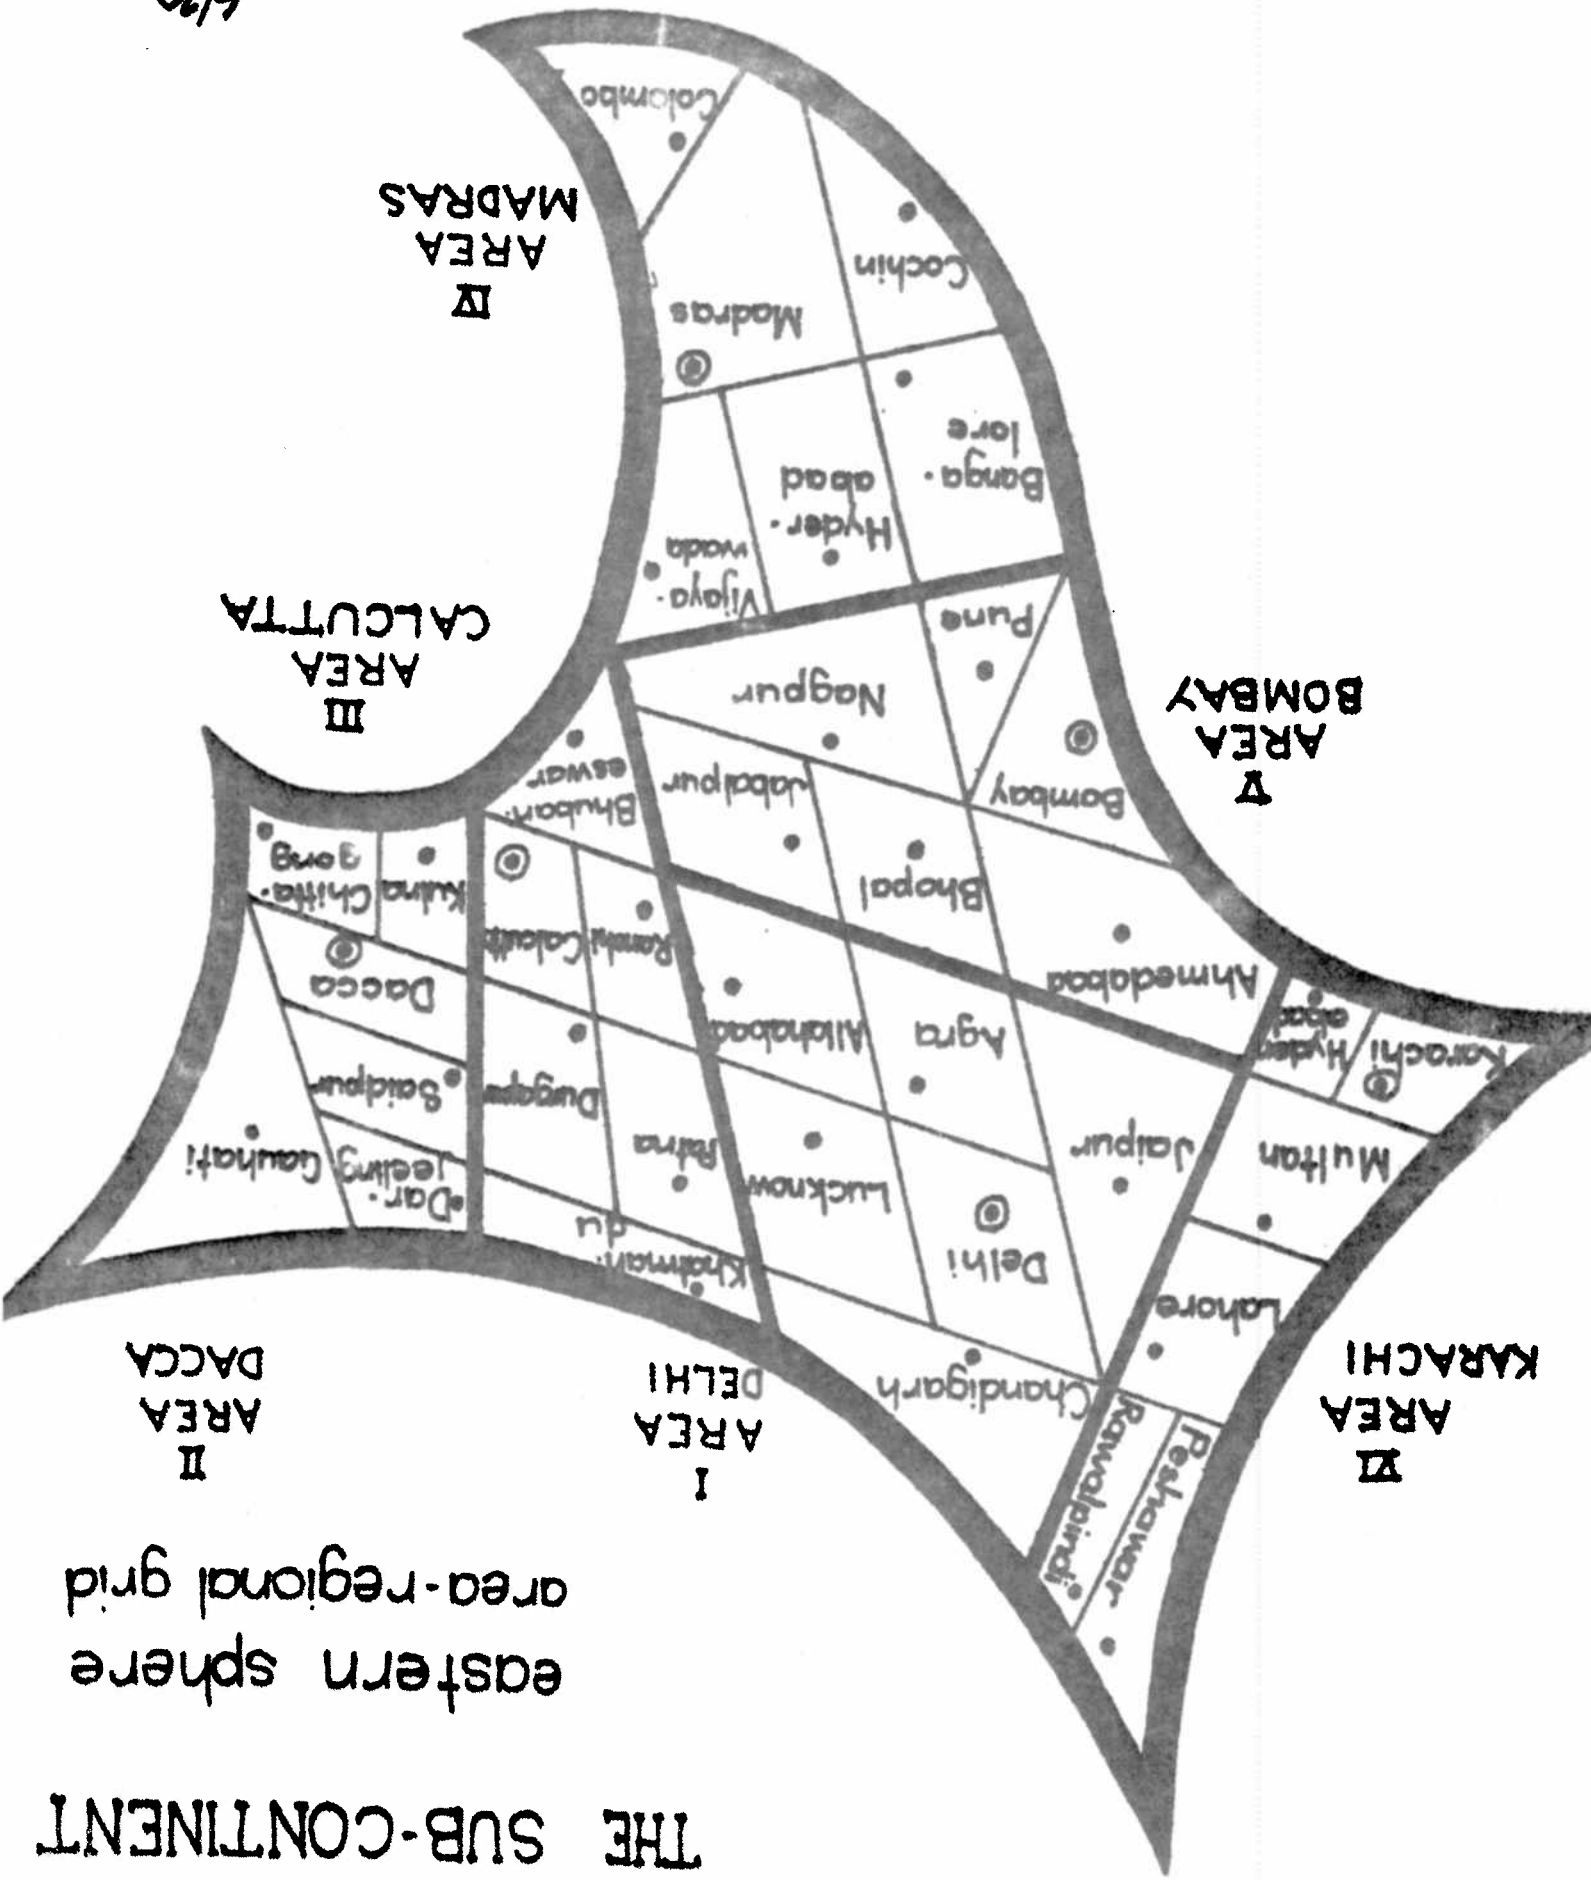 THE SUB-CONTINENT
eastern sphere
area-regional grid
VI
AREA
KARACHI
I
AREA
DELHI
II
AREA
DACCA
Peshawar
Rawalpindi
Chandigarh
Lahore
Delhi
Khatman-
du
Lucknow
Dar-
jeeling
Gauhati
Multan
Jaipur
Patna
Durgapur
Saidpur
Karachi
Hyder-
abad
Agra
Allahabad
Dacca
Ahmedabad
Ranchi
Calcutta
Kulna
Chitta-
gong
Bhopal
Jabalpur
Bhuban-
eswar
V
AREA
BOMBAY
Bombay
Nagpur
III
AREA
CALCUTTA
Pune
Vijaya-
wada
Hyder-
abad
Banga-
lore
Madras
Cochin
IV
AREA
MADRAS
Colombo